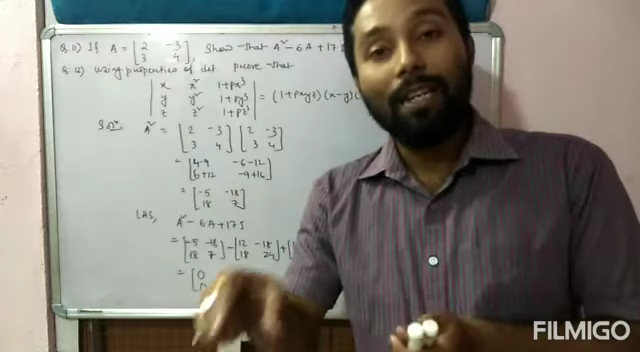 Q.11) If A = [2 -3; 3 4], Show that A² - 6A + 17I
Q.12) Using properties of det. prove that
|x x² 1+px³|
|y y² 1+py³| = (1+pxyz)(x-y)(
|z z² 1+pz³|
Solⁿ. A² = [2 -3; 3 4] [2 -3; 3 4]
= [4-9 -6-12; 6+12 -9+16]
= [-5 -18; 18 7]
LHS, A² - 6A + 17I
= [-5 -18; 18 7] - [12 -18; 18 24] + [
= [0
0
FILMIGO